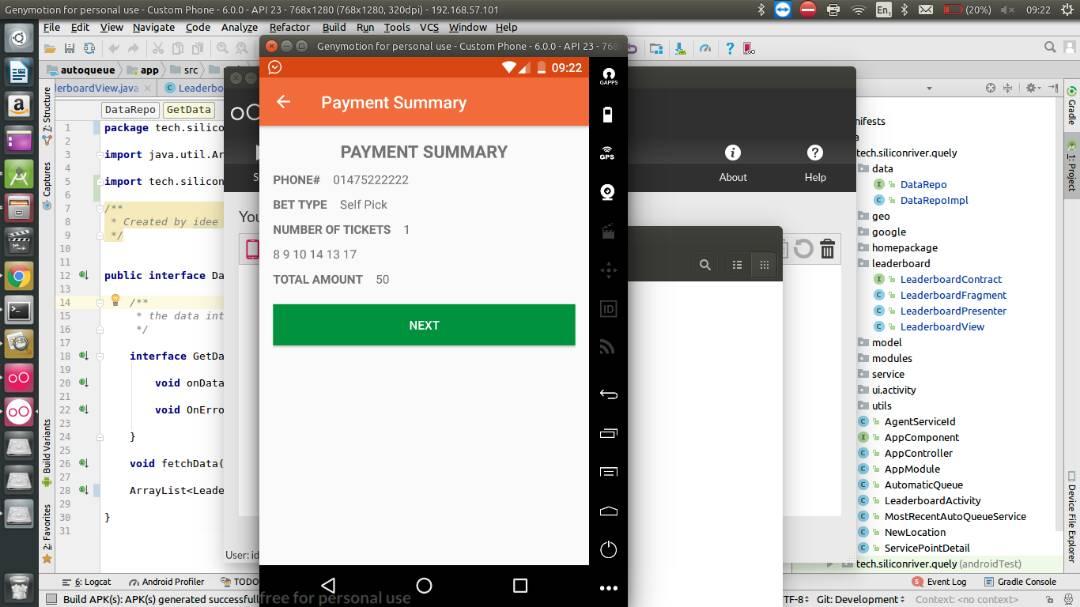 Genymotion for personal use - Custom Phone - 6.0.0 - API 23 - 768x1280 (768x1280, 320dpi) - 192.168.57.101
En
(20%)
09:22
File Edit View Navigate Code Analyze Refactor Build Run Tools VCS Window Help
autoqueue
app
src
erboardView.java
Leaderbo
DataRepo
GetData
1 package tech.silico
2
3 import java.util.Ar
4
5 import tech.silicon
6
7 /**
8 * Created by idee
9 */
10
11
12 public interface Da
13
14 /**
15 * the data int
16 */
17
18 interface GetDa
19
20 void onData
21
22 void OnErro
23
24 }
25
26 void fetchData(
27
28 ArrayList<Leade
29
30 }
31
Structure
Captures
Build Variants
2: Favorites
Genymotion for personal use - Custom Phone - 6.0.0 - API 23 - 768
09:22
Payment Summary
PAYMENT SUMMARY
PHONE# 01475222222
BET TYPE Self Pick
NUMBER OF TICKETS 1
8 9 10 14 13 17
TOTAL AMOUNT 50
NEXT
free for personal use
GAPPS
GPS
ID
About
Help
You
User: id
nifests
tech.siliconriver.quely
data
DataRepo
DataRepoImpl
geo
google
homepackage
leaderboard
LeaderboardContract
LeaderboardFragment
LeaderboardPresenter
LeaderboardView
model
modules
service
ui.activity
utils
AgentServiceId
AppComponent
AppController
AppModule
AutomaticQueue
LeaderboardActivity
MostRecentAutoQueueService
NewLocation
ServicePointDetail
tech.siliconriver.quely (androidTest)
Gradle
1: Project
Device File Explorer
6: Logcat
Android Profiler
TODO
Event Log
Gradle Console
Build APK(s): APK(s) generated successfull
TF-8
Git: Development
Context: <no context>